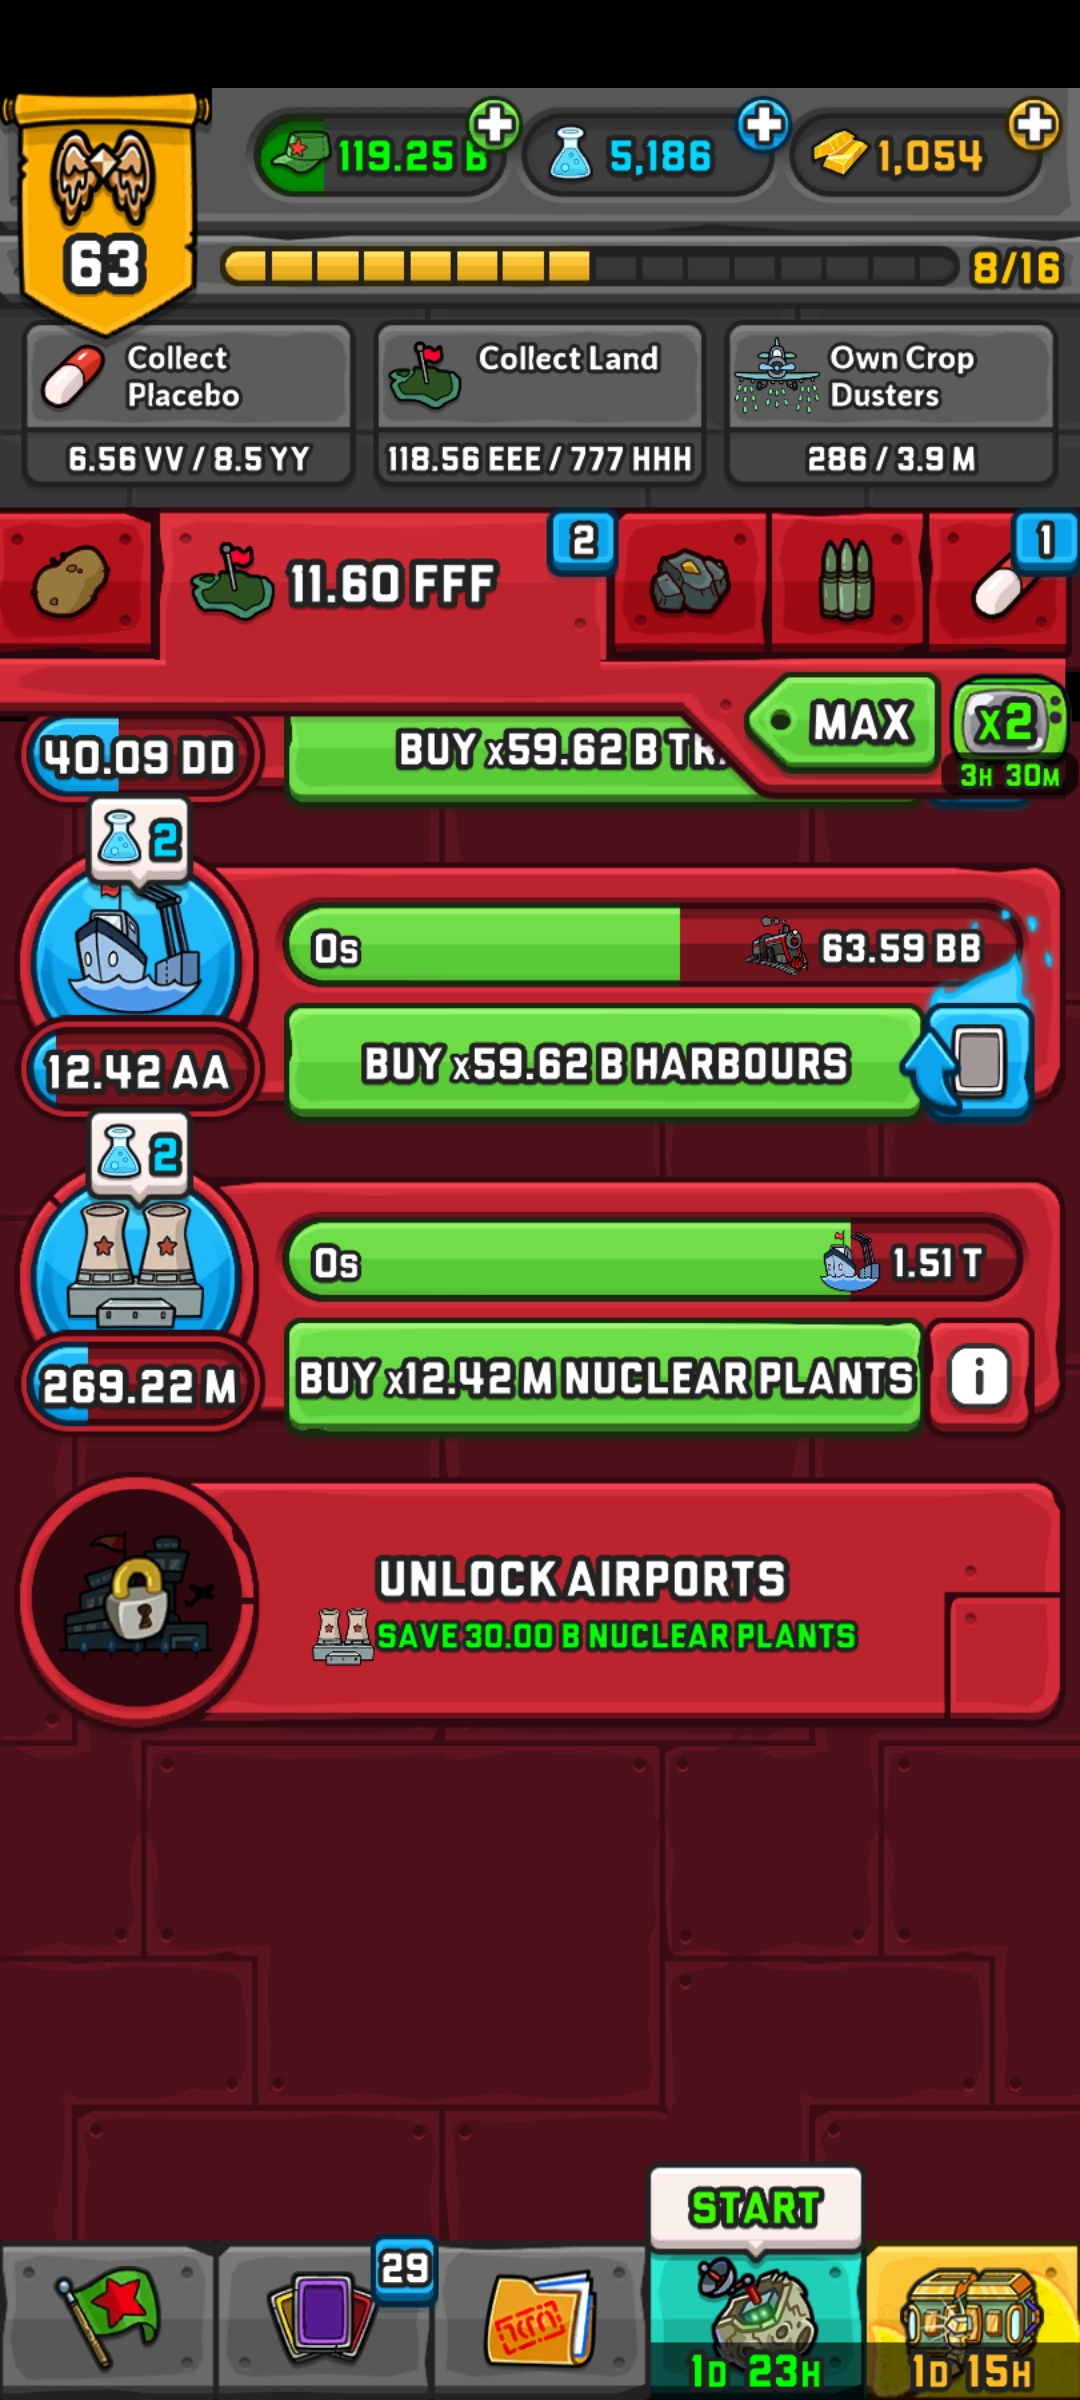 119.25 B
5,186
1,054
63
8/16
Collect
Placebo
6.56 VV / 8.5 YY
Collect Land
118.56 EEE / 777 HHH
Own Crop
Dusters
286 / 3.9 M
11.60 FFF
2
1
MAX
x2
3H 30M
40.09 DD
BUY x59.62 B
2
0s
63.59 BB
12.42 AA
BUY x59.62 B HARBOURS
2
0s
1.51 T
269.22 M
BUY x12.42 M NUCLEAR PLANTS
i
UNLOCK AIRPORTS
SAVE 30.00 B NUCLEAR PLANTS
START
29
1D 23H
1D 15H